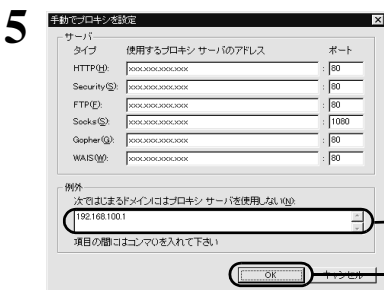 5
手動でプロキシを設定
サーバ
タイプ 使用するプロキシ サーバのアドレス ポート
HTTP(H): xxx.xxx.xxx.xxx : 80
Security(S): xxx.xxx.xxx.xxx : 80
FTP(F): xxx.xxx.xxx.xxx : 80
Socks(S): xxx.xxx.xxx.xxx : 1080
Gopher(G): xxx.xxx.xxx.xxx : 80
WAIS(W): xxx.xxx.xxx.xxx : 80
例外
次ではじまるドメインにはプロキシ サーバを使用しない(N):
192.168.100.1
項目の間にはコンマ()を入れて下さい
OK キャンセル